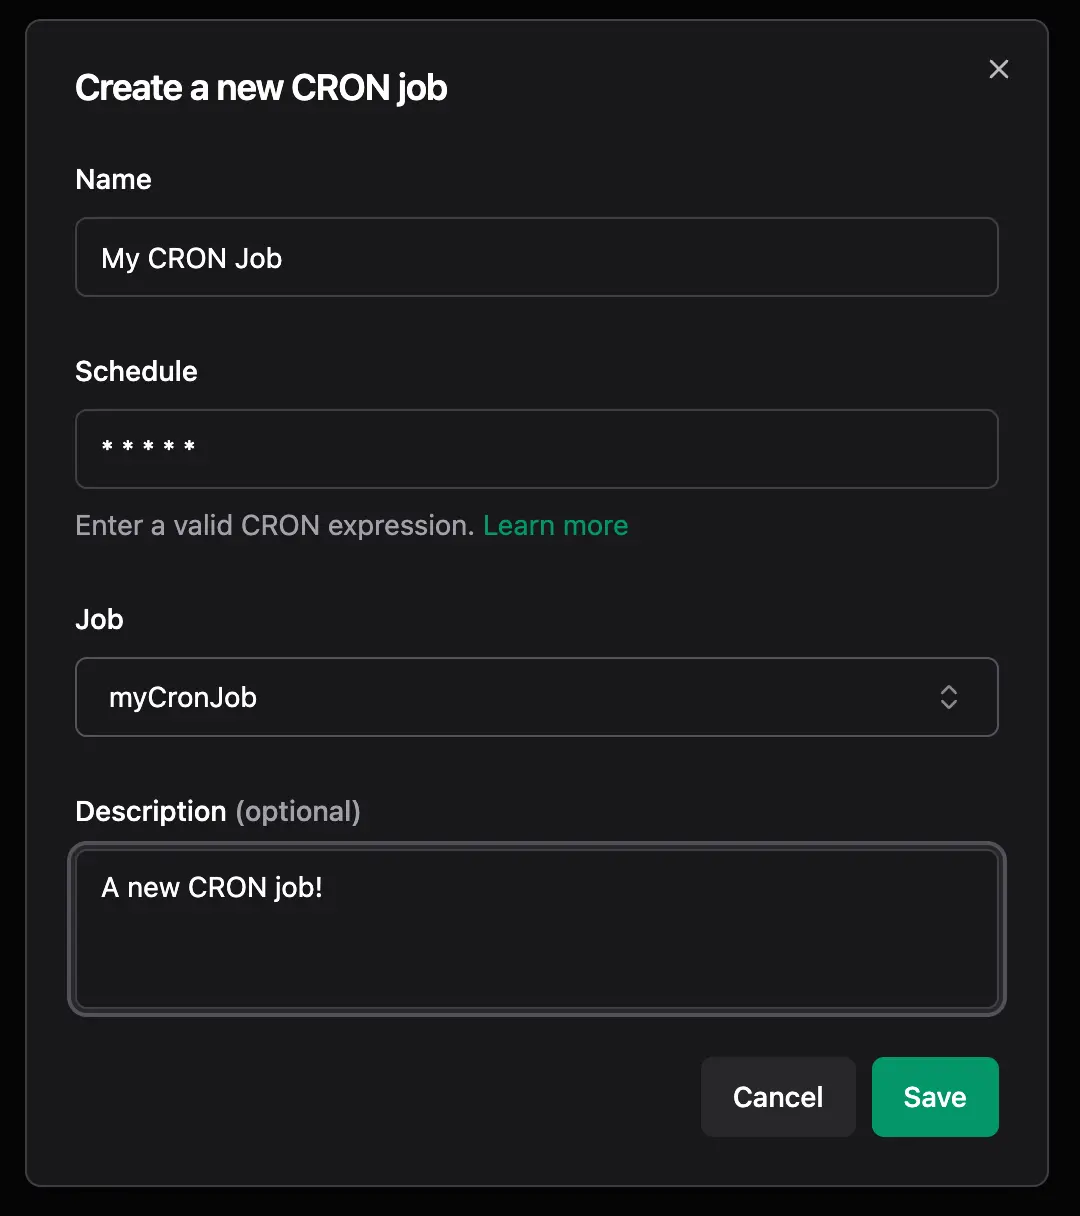 Create a new CRON job
Name
My CRON Job
Schedule
* * * * *
Enter a valid CRON expression. Learn more
Job
myCronJob
Description (optional)
A new CRON job!
Cancel Save